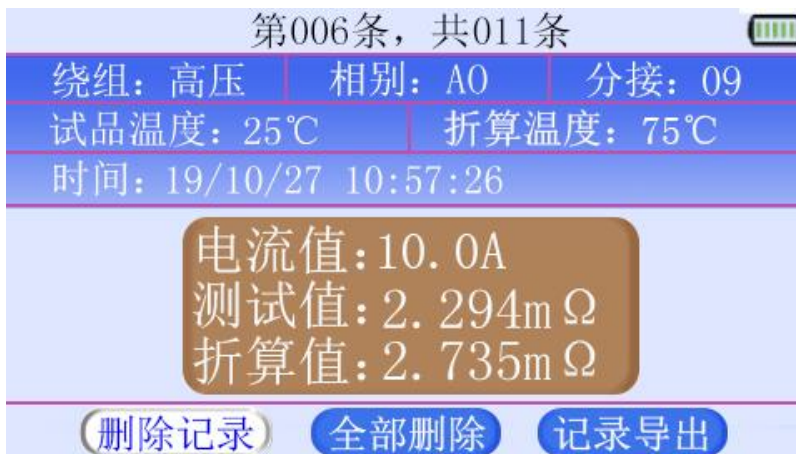 第006条，共011条
绕组：高压 相别：AO 分接：09
试品温度：25℃ 折算温度：75℃
时间：19/10/27 10:57:26
电流值:10.0A
测试值:2.294mΩ
折算值:2.735mΩ
删除记录 全部删除 记录导出